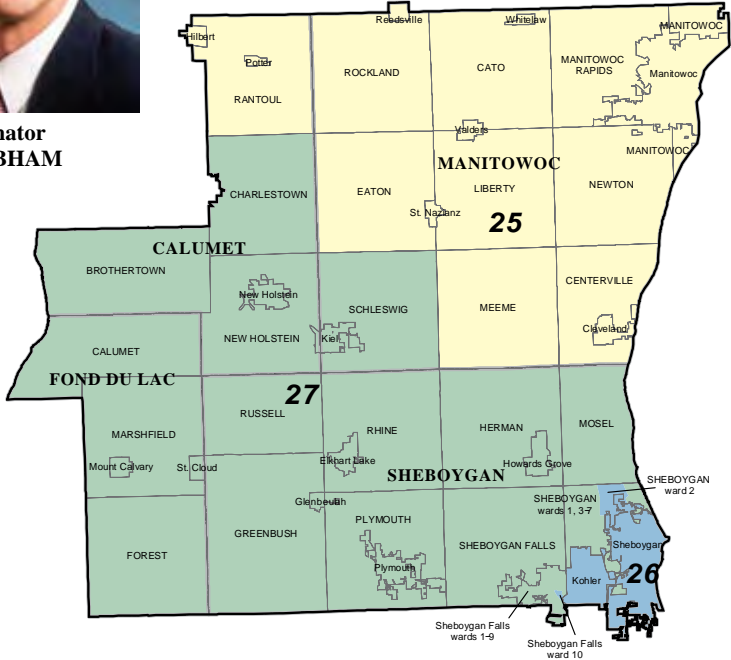 Hilbert
Reedsville
Whitelaw
MANITOWOC
Potter
ROCKLAND
CATO
MANITOWOC
RAPIDS
Manitowoc
RANTOUL
Valders
MANITOWOC
MANITOWOC
CHARLESTOWN
EATON
LIBERTY
NEWTON
St. Nazianz
25
CALUMET
BROTHERTOWN
New Holstein
SCHLESWIG
MEEME
CENTERVILLE
NEW HOLSTEIN
Kiel
Cleveland
CALUMET
FOND DU LAC
27
RUSSELL
MARSHFIELD
RHINE
HERMAN
MOSEL
Mount Calvary
St. Cloud
Elkhart Lake
Howards Grove
SHEBOYGAN
SHEBOYGAN
ward 2
Glenbeulah
SHEBOYGAN
wards 1, 3-7
PLYMOUTH
GREENBUSH
FOREST
SHEBOYGAN FALLS
Sheboygan
Plymouth
Kohler
26
Sheboygan Falls
wards 1-9
Sheboygan Falls
ward 10